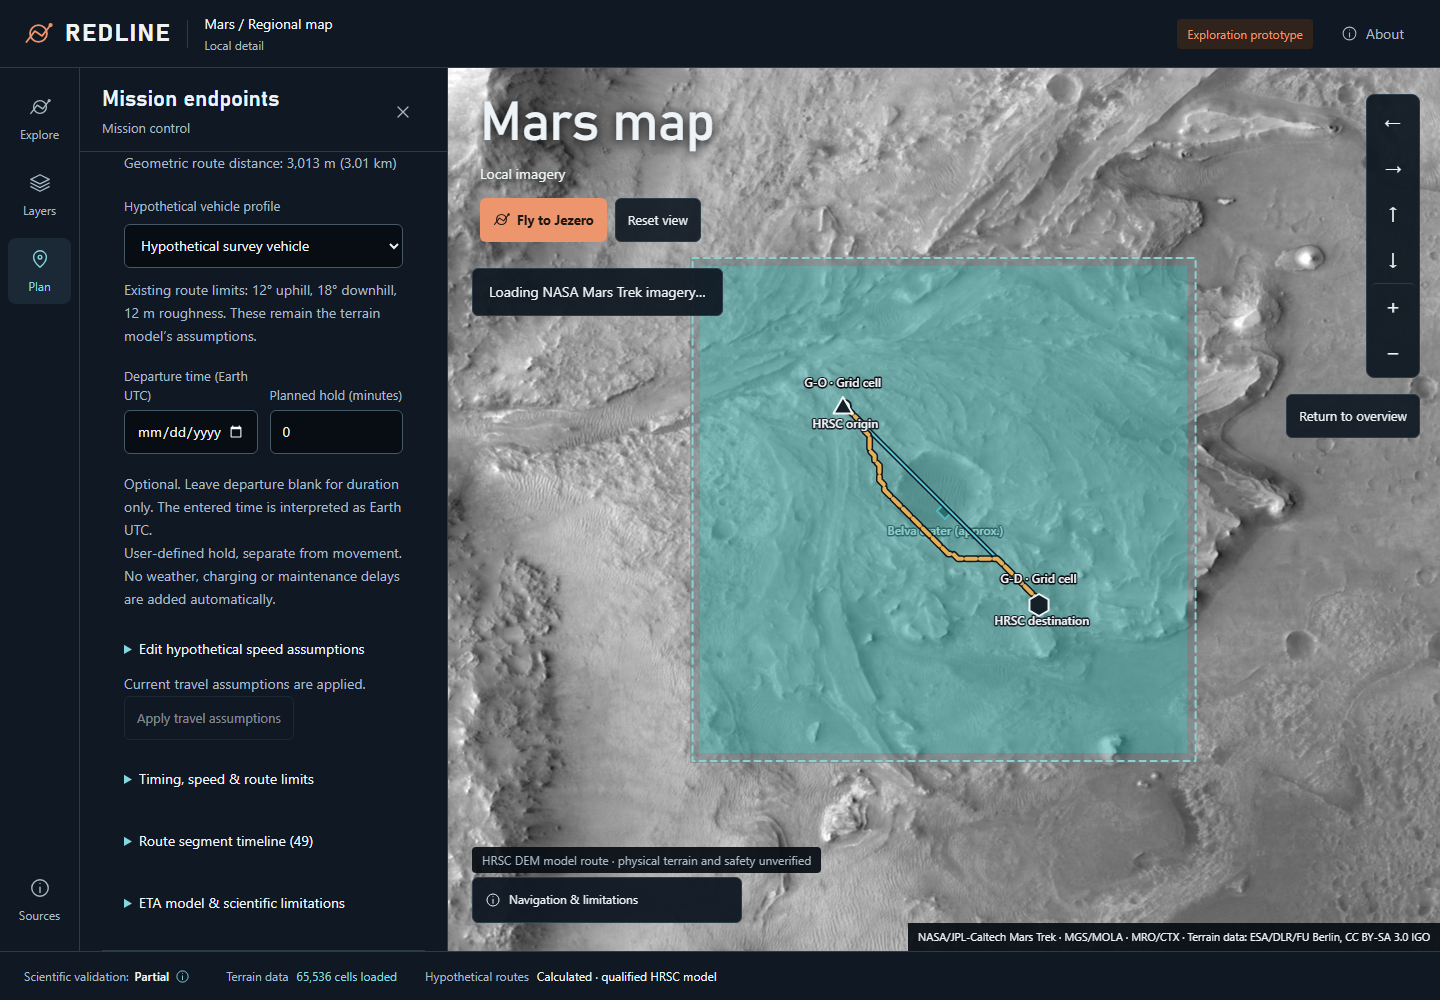 REDLINE
Mars / Regional map
Local detail
Exploration prototype
About
Explore
Layers
Plan
Sources
Mission endpoints
Mission control
Geometric route distance: 3,013 m (3.01 km)
Hypothetical vehicle profile
Hypothetical survey vehicle
Existing route limits: 12° uphill, 18° downhill,
12 m roughness. These remain the terrain
model's assumptions.
Departure time (Earth
UTC)
Planned hold (minutes)
mm/dd/yyyy
0
Optional. Leave departure blank for duration
only. The entered time is interpreted as Earth
UTC.
User-defined hold, separate from movement.
No weather, charging or maintenance delays
are added automatically.
Edit hypothetical speed assumptions
Current travel assumptions are applied.
Apply travel assumptions
Timing, speed & route limits
Route segment timeline (49)
ETA model & scientific limitations
Mars map
Local imagery
Fly to Jezero
Reset view
Loading NASA Mars Trek imagery...
Return to overview
G-O · Grid cell
HRSC origin
Belva crater (approx.)
G-D · Grid cell
HRSC destination
HRSC DEM model route · physical terrain and safety unverified
Navigation & limitations
NASA/JPL-Caltech Mars Trek · MGS/MOLA · MRO/CTX · Terrain data: ESA/DLR/FU Berlin, CC BY-SA 3.0 IGO
Scientific validation: Partial
Terrain data 65,536 cells loaded
Hypothetical routes Calculated · qualified HRSC model